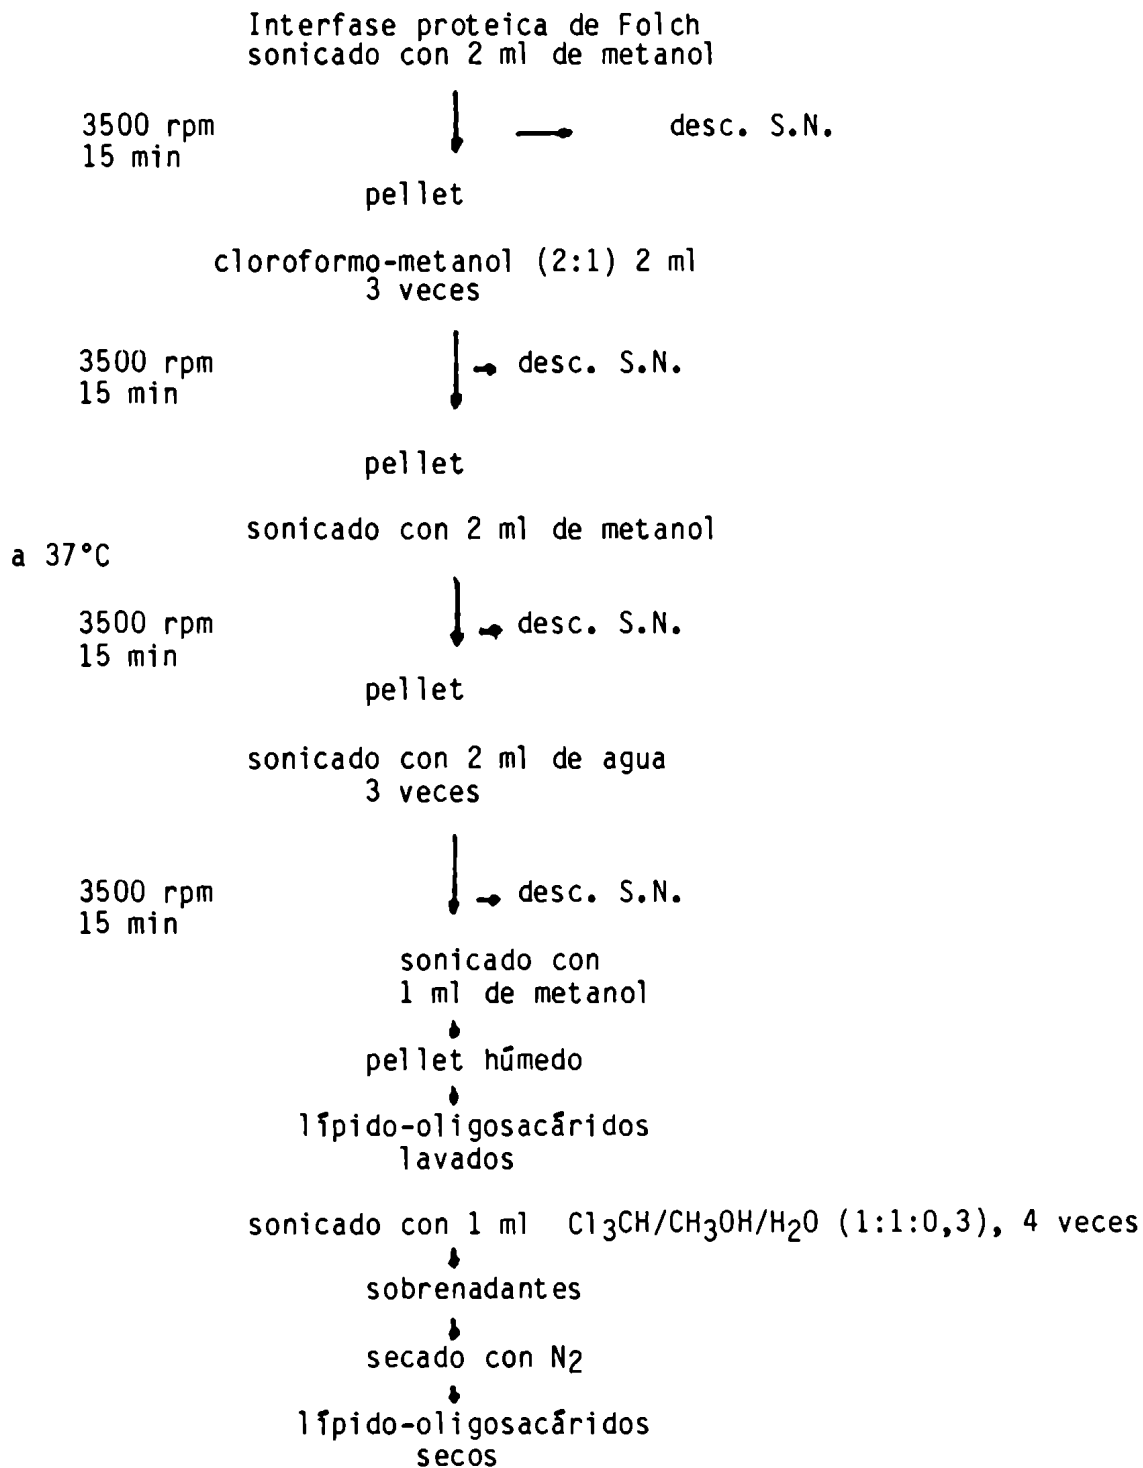 Interfase proteica de Folch
sonicado con 2 ml de metanol
3500 rpm
15 min
desc. S.N.
pellet
cloroformo-metanol (2:1) 2 ml
3 veces
3500 rpm
15 min
desc. S.N.
pellet
sonicado con 2 ml de metanol
a 37°C
3500 rpm
15 min
desc. S.N.
pellet
sonicado con 2 ml de agua
3 veces
3500 rpm
15 min
desc. S.N.
sonicado con
1 ml de metanol
pellet húmedo
lípido-oligosacáridos
lavados
sonicado con 1 ml Cl3CH/CH3OH/H2O (1:1:0,3), 4 veces
sobrenadantes
secado con N2
lípido-oligosacáridos
secos